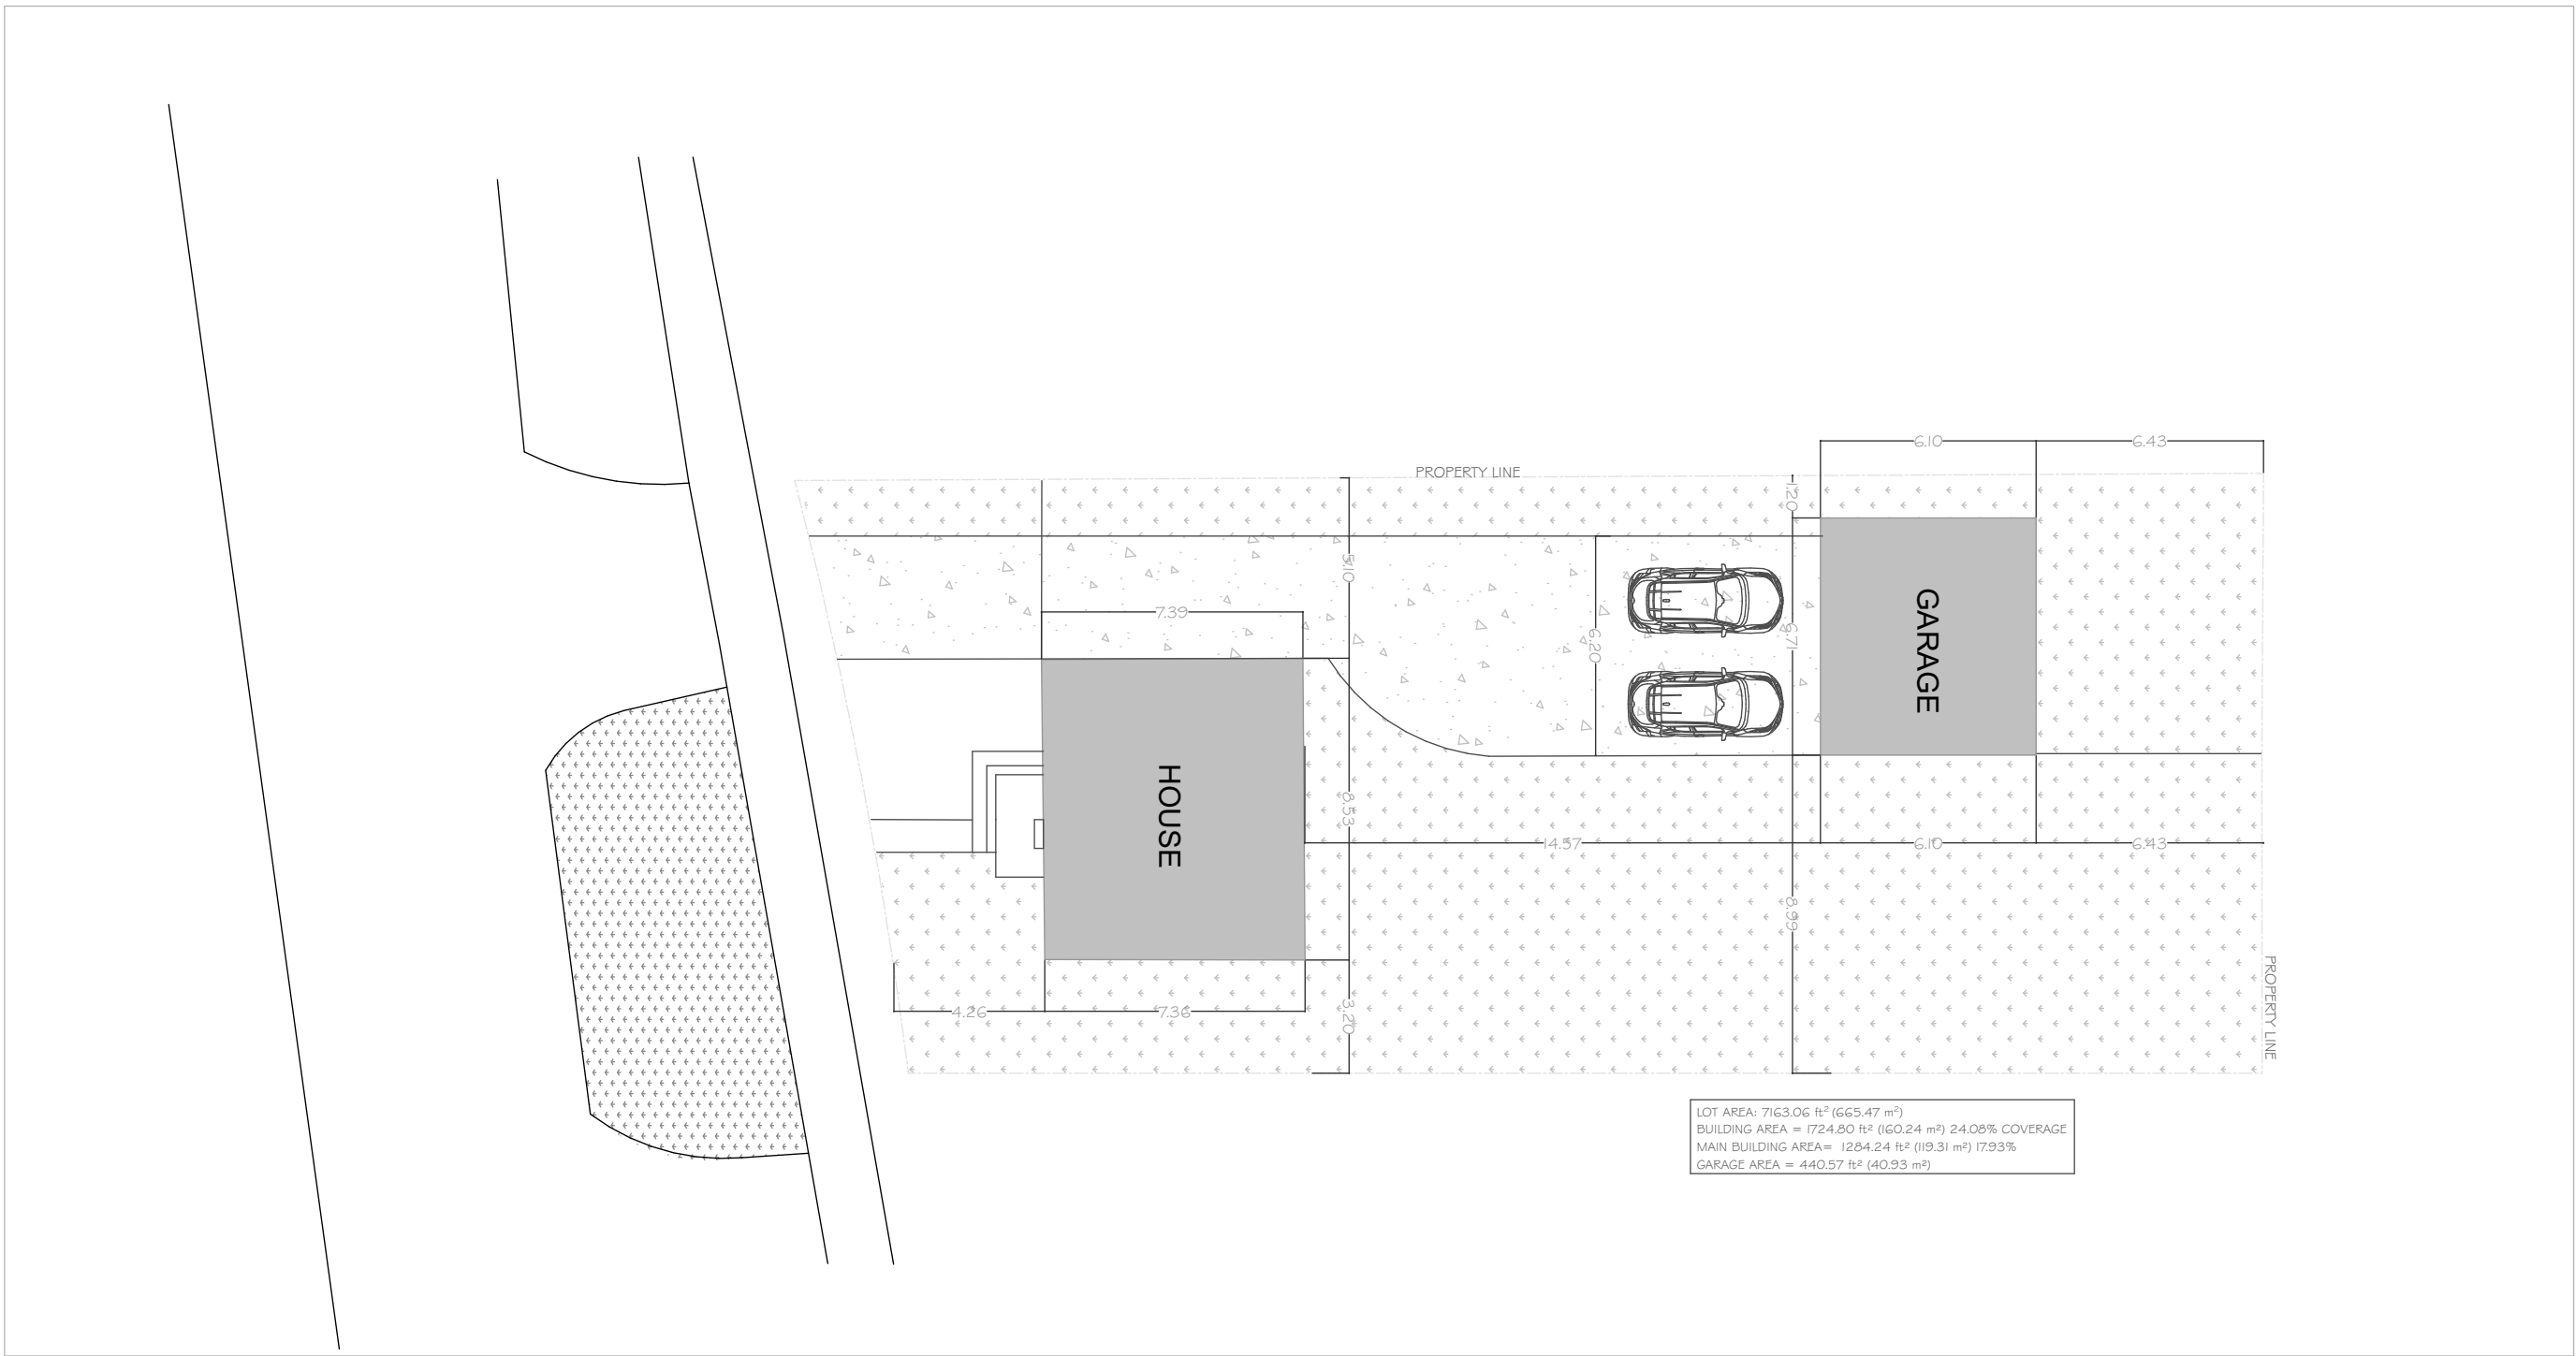 6.10
6.43
PROPERTY LINE
1.20
5.10
7.39
6.20
6.71
GARAGE
HOUSE
8.53
14.57
6.10
6.43
8.99
4.26
7.36
3.20
PROPERTY LINE
LOT AREA: 7163.06 ft² (665.47 m²)
BUILDING AREA = 1724.80 ft² (160.24 m²) 24.08% COVERAGE
MAIN BUILDING AREA= 1284.24 ft² (119.31 m²) 17.93%
GARAGE AREA = 440.57 ft² (40.93 m²)